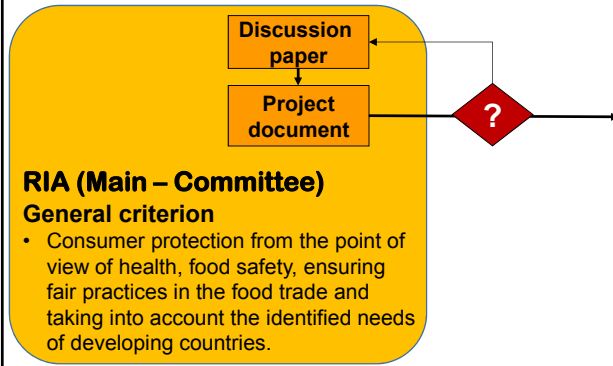 Discussion
paper
Project
document
?
RIA (Main – Committee)
General criterion
• Consumer protection from the point of
view of health, food safety, ensuring
fair practices in the food trade and
taking into account the identified needs
of developing countries.